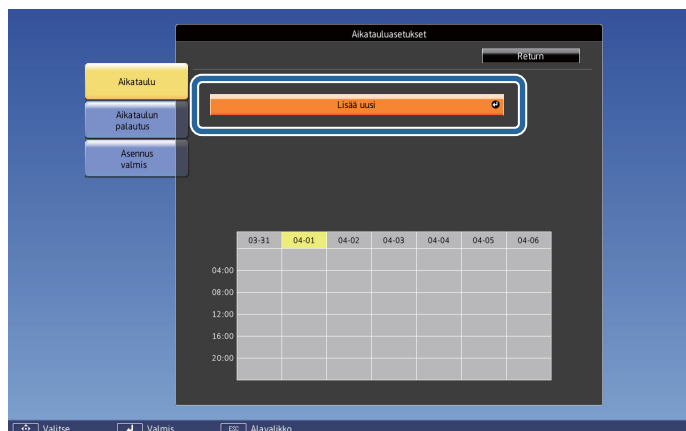 Aikatauluasetukset
Return
Aikataulu
Lisää uusi
Aikataulun
palautus
Asennus
valmis
03-31 04-01 04-02 04-03 04-04 04-05 04-06
04:00
08:00
12:00
16:00
20:00
Valitse Valmis ESC Alavalikko